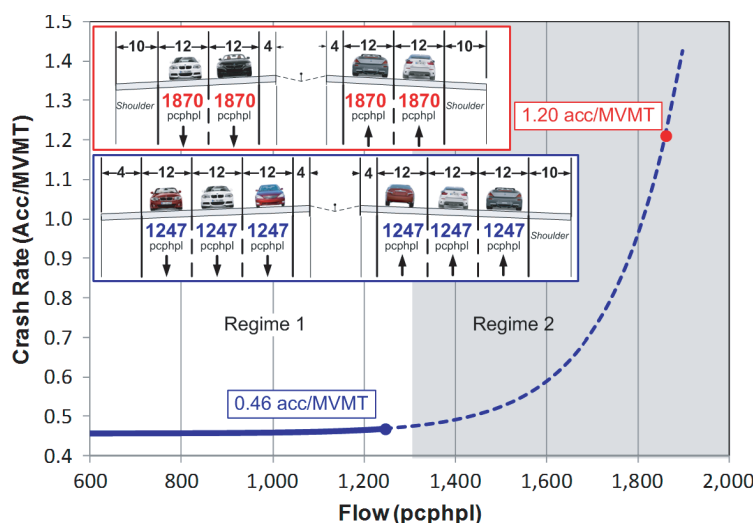 1.5
1.4
1.3
1.2
1.1
1.0
0.9
0.8
0.7
0.6
0.5
0.4
Crash Rate (Acc/MVMT)
10 12 12 4 4 12 12 10
Shoulder 1870 1870 1870 1870 Shoulder
pcphpl pcphpl pcphpl pcphpl
1.20 acc/MVMT
4 12 12 12 4 4 12 12 12 10
1247 1247 1247 1247 1247 1247 Shoulder
pcphpl pcphpl pcphpl pcphpl pcphpl pcphpl
Regime 1 Regime 2
0.46 acc/MVMT
600 800 1,000 1,200 1,400 1,600 1,800 2,000
Flow (pcphpl)